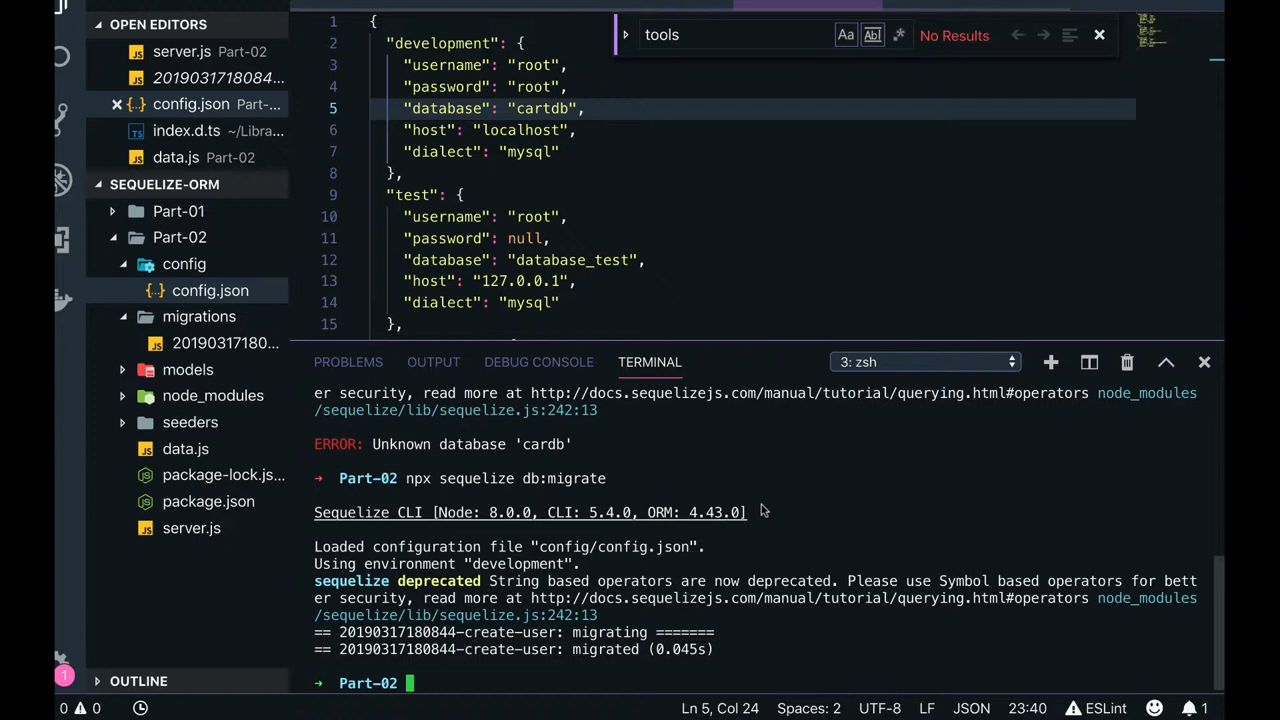 OPEN EDITORS
server.js Part-02
20190317180844...
config.json Part-...
index.d.ts ~/Libra...
data.js Part-02
SEQUELIZE-ORM
Part-01
Part-02
config
config.json
migrations
201903171 80...
models
node_modules
seeders
data.js
package-lock.js...
package.json
server.js
OUTLINE
1 {
2 "development": {
3 "username": "root",
4 "password": "root",
5 "database": "cartdb",
6 "host": "localhost",
7 "dialect": "mysql"
8 },
9 "test": {
10 "username": "root",
11 "password": null,
12 "database": "database_test",
13 "host": "127.0.0.1",
14 "dialect": "mysql"
15 },
tools Aa Abl .* No Results
PROBLEMS OUTPUT DEBUG CONSOLE TERMINAL 3: zsh
er security, read more at http://docs.sequelizejs.com/manual/tutorial/querying.html#operators node_modules
/sequelize/lib/sequelize.js:242:13
ERROR: Unknown database 'cardb'
→ Part-02 npx sequelize db:migrate
Sequelize CLI [Node: 8.0.0, CLI: 5.4.0, ORM: 4.43.0]
Loaded configuration file "config/config.json".
Using environment "development".
sequelize deprecated String based operators are now deprecated. Please use Symbol based operators for bett
er security, read more at http://docs.sequelizejs.com/manual/tutorial/querying.html#operators node_modules
/sequelize/lib/sequelize.js:242:13
== 20190317180844-create-user: migrating =======
== 20190317180844-create-user: migrated (0.045s)
→ Part-02
1
0 0 Ln 5, Col 24 Spaces: 2 UTF-8 LF JSON 23:40 ESLint 1